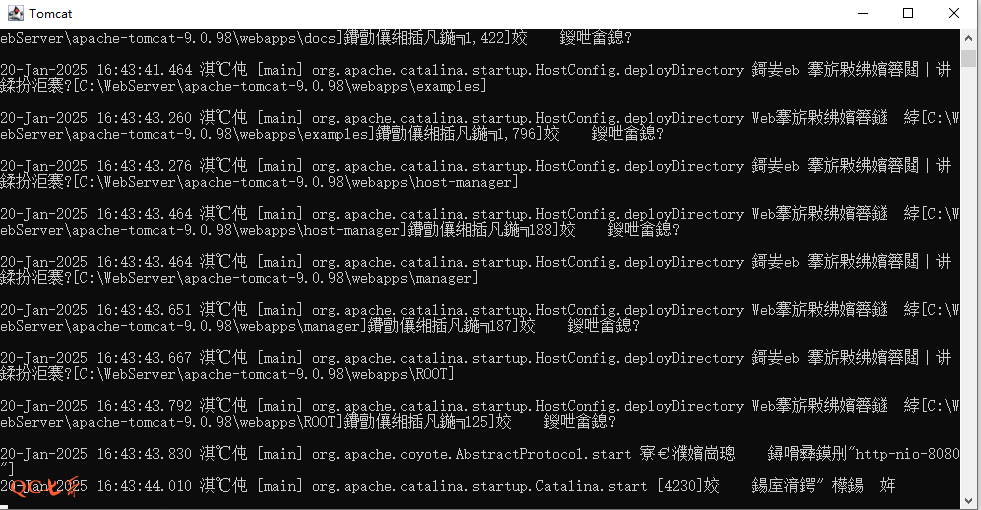 Tomcat
ebServer\apache-tomcat-9.0.98\webapps\docs]鐨勯儴缃插凡鍦╗1,422]姣    鍐呭畬鎴?
20-Jan-2025 16:43:41.464 淇℃伅 [main] org.apache.catalina.startup.HostConfig.deployDirectory 鎶妛eb 搴旂敤绋嬪簭閮ㄧ讲
鍒扮洰褰?[C:\WebServer\apache-tomcat-9.0.98\webapps\examples]
20-Jan-2025 16:43:43.260 淇℃伅 [main] org.apache.catalina.startup.HostConfig.deployDirectory Web搴旂敤绋嬪簭鐩  綍[C:\W
ebServer\apache-tomcat-9.0.98\webapps\examples]鐨勯儴缃插凡鍦╗1,796]姣    鍐呭畬鎴?
20-Jan-2025 16:43:43.276 淇℃伅 [main] org.apache.catalina.startup.HostConfig.deployDirectory 鎶妛eb 搴旂敤绋嬪簭閮ㄧ讲
鍒扮洰褰?[C:\WebServer\apache-tomcat-9.0.98\webapps\host-manager]
20-Jan-2025 16:43:43.464 淇℃伅 [main] org.apache.catalina.startup.HostConfig.deployDirectory Web搴旂敤绋嬪簭鐩  綍[C:\W
ebServer\apache-tomcat-9.0.98\webapps\host-manager]鐨勯儴缃插凡鍦╗188]姣    鍐呭畬鎴?
20-Jan-2025 16:43:43.464 淇℃伅 [main] org.apache.catalina.startup.HostConfig.deployDirectory 鎶妛eb 搴旂敤绋嬪簭閮ㄧ讲
鍒扮洰褰?[C:\WebServer\apache-tomcat-9.0.98\webapps\manager]
20-Jan-2025 16:43:43.651 淇℃伅 [main] org.apache.catalina.startup.HostConfig.deployDirectory Web搴旂敤绋嬪簭鐩  綍[C:\W
ebServer\apache-tomcat-9.0.98\webapps\manager]鐨勯儴缃插凡鍦╗187]姣    鍐呭畬鎴?
20-Jan-2025 16:43:43.667 淇℃伅 [main] org.apache.catalina.startup.HostConfig.deployDirectory 鎶妛eb 搴旂敤绋嬪簭閮ㄧ讲
鍒扮洰褰?[C:\WebServer\apache-tomcat-9.0.98\webapps\ROOT]
20-Jan-2025 16:43:43.792 淇℃伅 [main] org.apache.catalina.startup.HostConfig.deployDirectory Web搴旂敤绋嬪簭鐩  綍[C:\W
ebServer\apache-tomcat-9.0.98\webapps\ROOT]鐨勯儴缃插凡鍦╗125]姣    鍐呭畬鎴?
20-Jan-2025 16:43:43.830 淇℃伅 [main] org.apache.coyote.AbstractProtocol.start 寮€濮嬪崗璁    鐞嗗彞鏌刐"http-nio-8080
"]
20-Jan-2025 16:44:44.010 淇℃伅 [main] org.apache.catalina.startup.Catalina.start [4230]姣